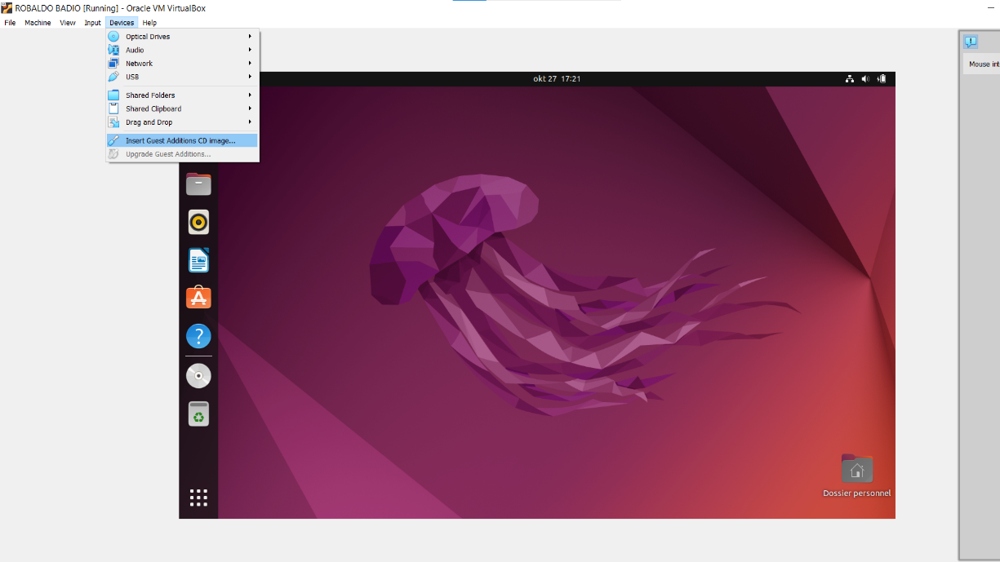 ROBALDO BADIO [Running] - Oracle VM VirtualBox
File Machine View Input Devices Help
Optical Drives
Audio
Network
USB
Shared Folders
Shared Clipboard
Drag and Drop
Insert Guest Additions CD image...
Upgrade Guest Additions...
okt 27 17:21
Mouse int
Dossier personnel